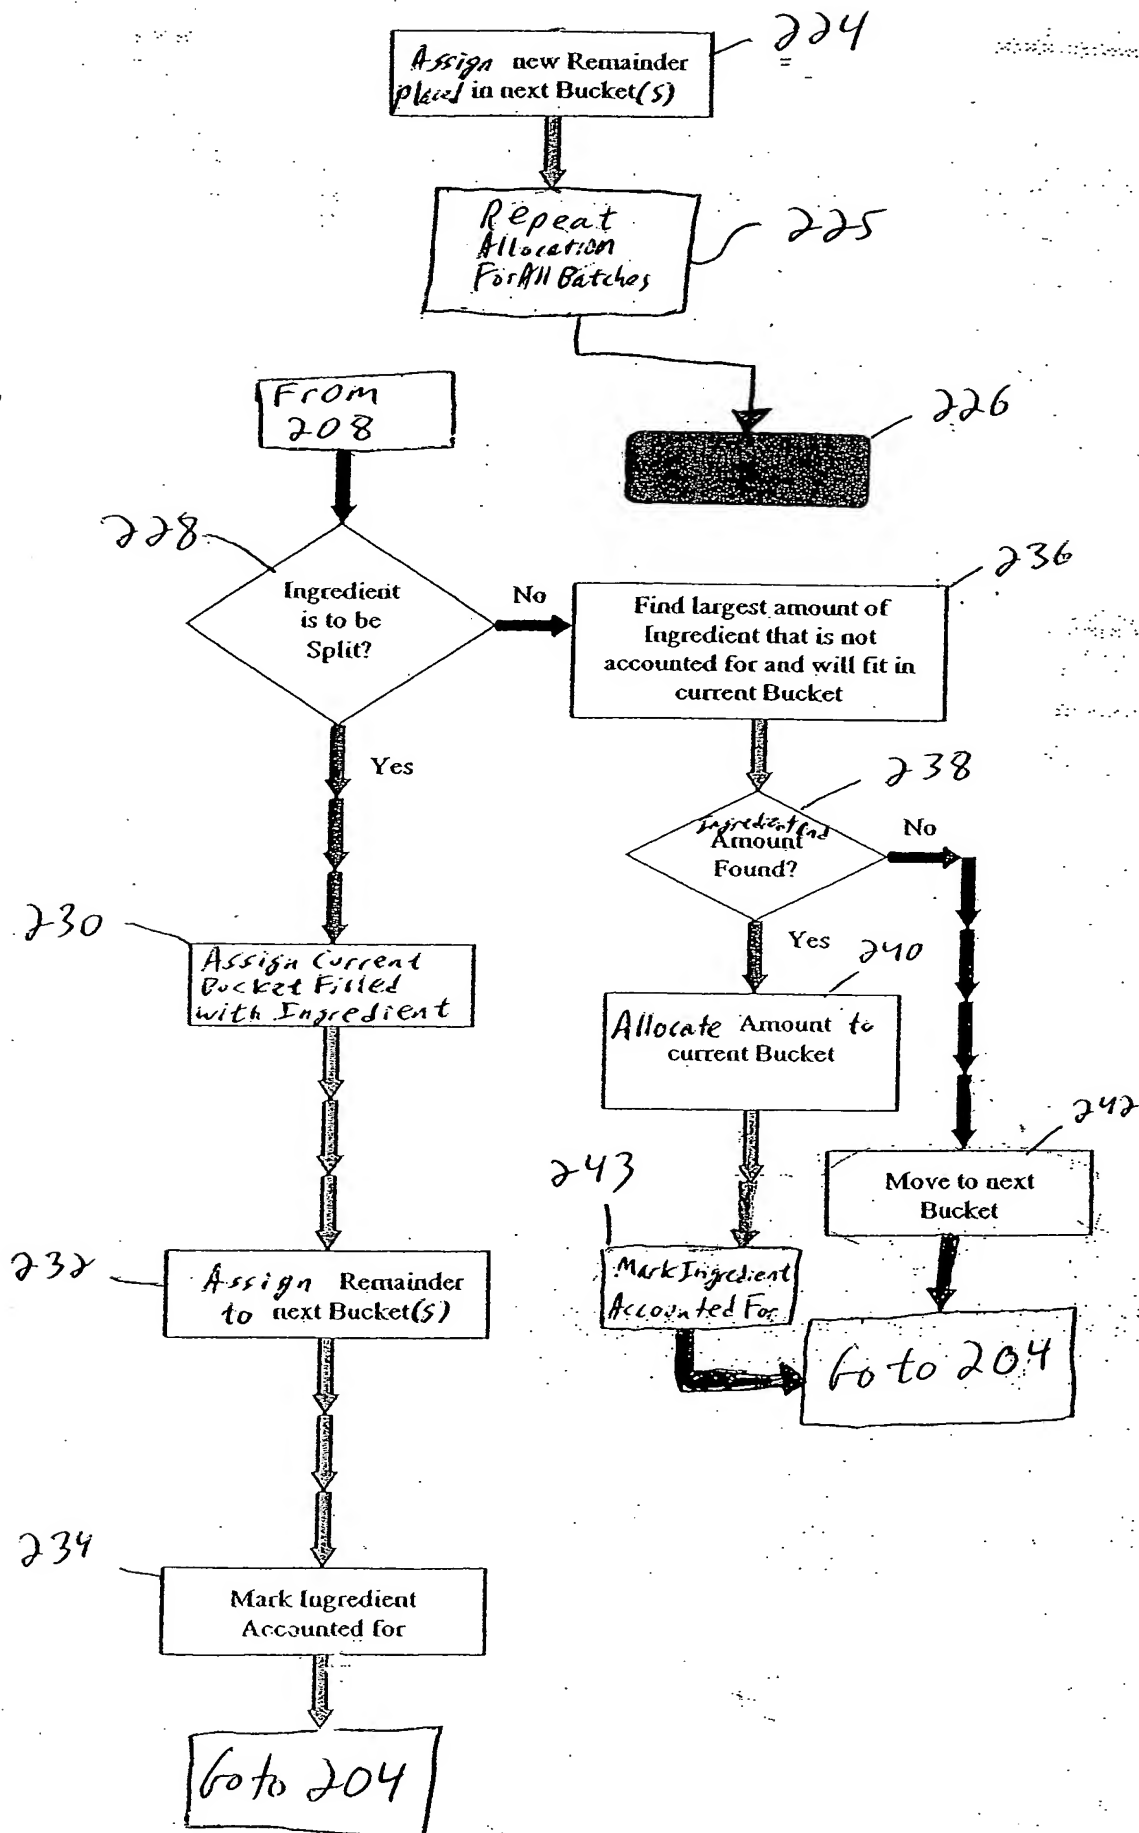 224
Assign new Remainder
placed in next Bucket(s)
Repeat
Allocation
For All Batches
225
From
208
226
228
Ingredient
is to be
Split?
No
236
Find largest amount of
Ingredient that is not
accounted for and will fit in
current Bucket
Yes
238
Ingredient
Amount
Found?
No
230
Assign Current
Bucket Filled
with Ingredient
Yes
240
Allocate Amount to
current Bucket
242
Move to next
Bucket
243
Mark Ingredient
Accounted For
232
Assign Remainder
to next Bucket(s)
Go to 204
234
Mark Ingredient
Accounted for
Go to 204